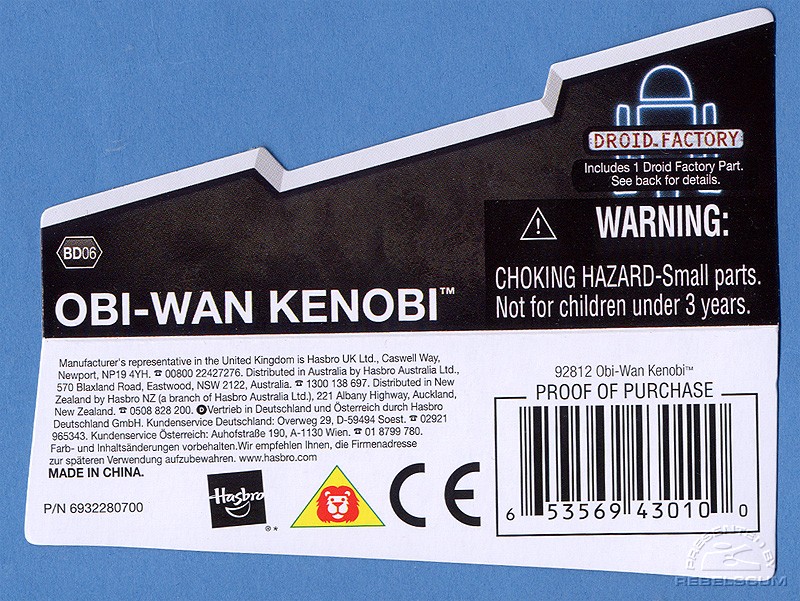 DROID FACTORY
Includes 1 Droid Factory Part.
See back for details.
BD06
OBI-WAN KENOBI™
WARNING:
CHOKING HAZARD-Small parts.
Not for children under 3 years.
Manufacturer's representative in the United Kingdom is Hasbro UK Ltd., Caswell Way,
Newport, NP19 4YH. ☎ 00800 22427276. Distributed in Australia by Hasbro Australia Ltd.,
570 Blaxland Road, Eastwood, NSW 2122, Australia. ☎ 1300 138 697. Distributed in New
Zealand by Hasbro NZ (a branch of Hasbro Australia Ltd.), 221 Albany Highway, Auckland,
New Zealand. ☎ 0508 828 200. D Vertrieb in Deutschland und Österreich durch Hasbro
Deutschland GmbH. Kundenservice Deutschland: Overweg 29, D-59494 Soest. ☎ 02921
965343. Kundenservice Österreich: Auhofstraße 190, A-1130 Wien. ☎ 01 8799 780.
Farb- und Inhaltsänderungen vorbehalten.Wir empfehlen Ihnen, die Firmenadresse
zur späteren Verwendung aufzubewahren. www.hasbro.com
MADE IN CHINA.
P/N 6932280700
Hasbro
®*
CE
92812 Obi-Wan Kenobi™
PROOF OF PURCHASE
6 53569 43010 0
PRESENTED BY
REBELSCUM